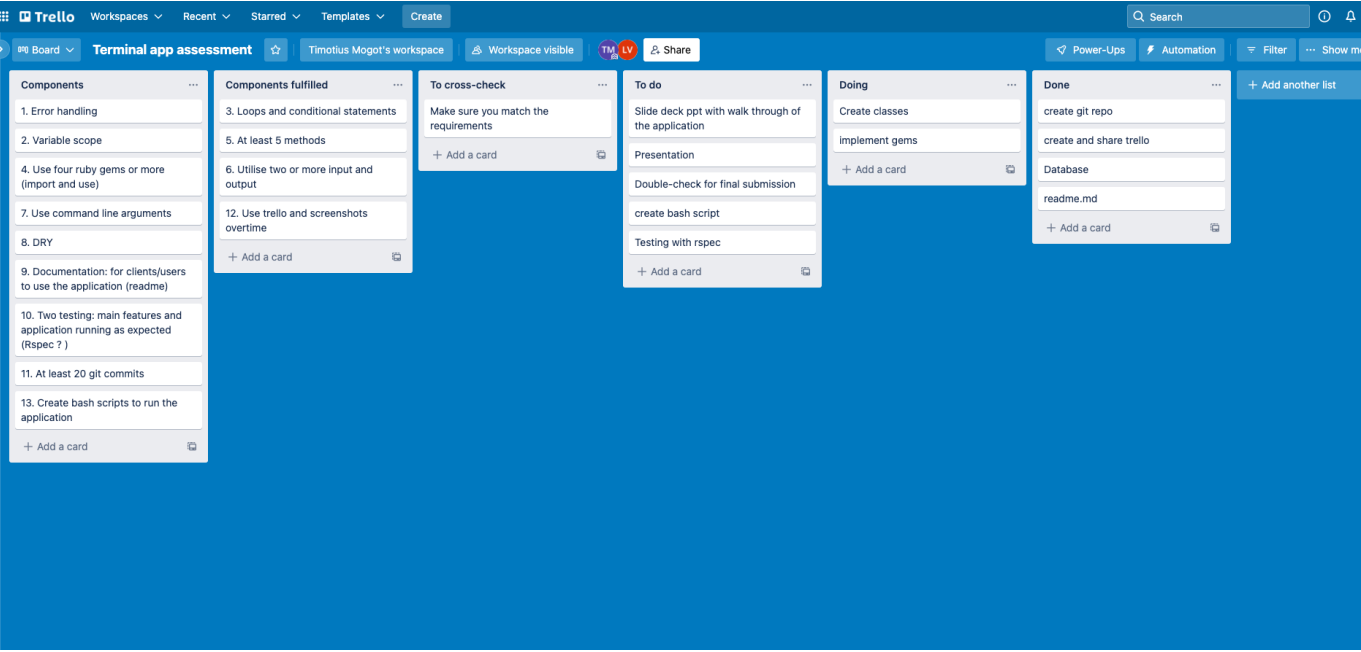 Trello
Workspaces
Recent
Starred
Templates
Create
Search
Board
Terminal app assessment
Timotius Mogot's workspace
Workspace visible
TM
LV
Share
Power-Ups
Automation
Filter
Show
Components
1. Error handling
2. Variable scope
4. Use four ruby gems or more
(import and use)
7. Use command line arguments
8. DRY
9. Documentation: for clients/users
to use the application (readme)
10. Two testing: main features and
application running as expected
(Rspec ? )
11. At least 20 git commits
13. Create bash scripts to run the
application
+ Add a card
Components fulfilled
3. Loops and conditional statements
5. At least 5 methods
6. Utilise two or more input and
output
12. Use trello and screenshots
overtime
+ Add a card
To cross-check
Make sure you match the
requirements
+ Add a card
To do
Slide deck ppt with walk through of
the application
Presentation
Double-check for final submission
create bash script
Testing with rspec
+ Add a card
Doing
Create classes
implement gems
+ Add a card
Done
create git repo
create and share trello
Database
readme.md
+ Add a card
+ Add another list